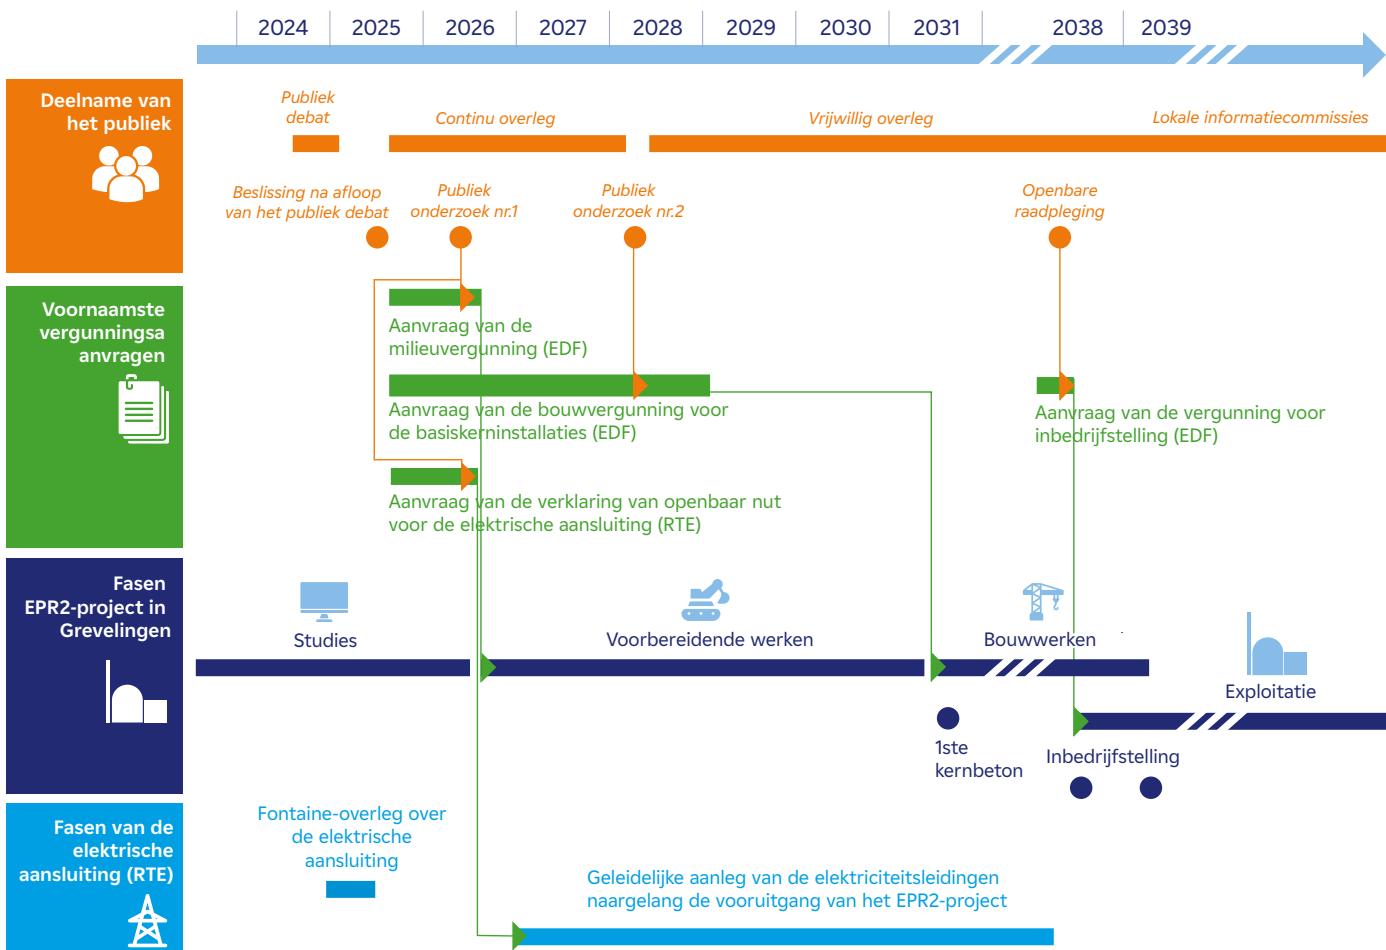 2024 2025 2026 2027 2028 2029 2030 2031 2038 2039
Deelname van
het publiek
Publiek
debat
Continu overleg
Vrijwillig overleg
Lokale informatiecommissies
Beslissing na afloop
van het publiek debat
Publiek
onderzoek nr.1
Publiek
onderzoek nr.2
Openbare
raadpleging
Voornaamste
vergunningsa
anvragen
Aanvraag van de
milieuvergunning (EDF)
Aanvraag van de bouwvergunning voor
de basiskerninstallaties (EDF)
Aanvraag van de vergunning voor
inbedrijfstelling (EDF)
Aanvraag van de verklaring van openbaar nut
voor de elektrische aansluiting (RTE)
Fasen
EPR2-project in
Grevelingen
Studies
Voorbereidende werken
Bouwwerken
Exploitatie
1ste
kernbeton
Inbedrijfstelling
Fasen van de
elektrische
aansluiting (RTE)
Fontaine-overleg over
de elektrische
aansluiting
Geleidelijke aanleg van de elektriciteitsleidingen
naargelang de vooruitgang van het EPR2-project